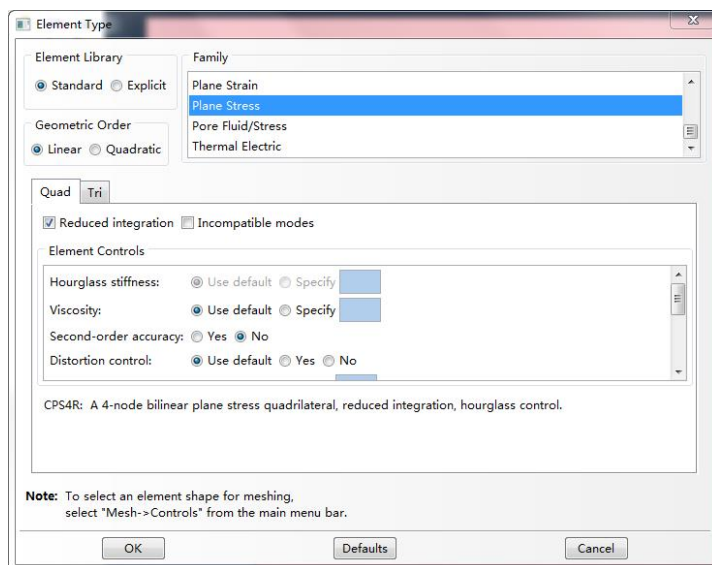 Element Type
Element Library
Standard Explicit
Family
Plane Strain
Plane Stress
Pore Fluid/Stress
Thermal Electric
Geometric Order
Linear Quadratic
Quad Tri
Reduced integration Incompatible modes
Element Controls
Hourglass stiffness: Use default Specify
Viscosity: Use default Specify
Second-order accuracy: Yes No
Distortion control: Use default Yes No
CPS4R: A 4-node bilinear plane stress quadrilateral, reduced integration, hourglass control.
Note: To select an element shape for meshing,
select "Mesh->Controls" from the main menu bar.
OK Defaults Cancel